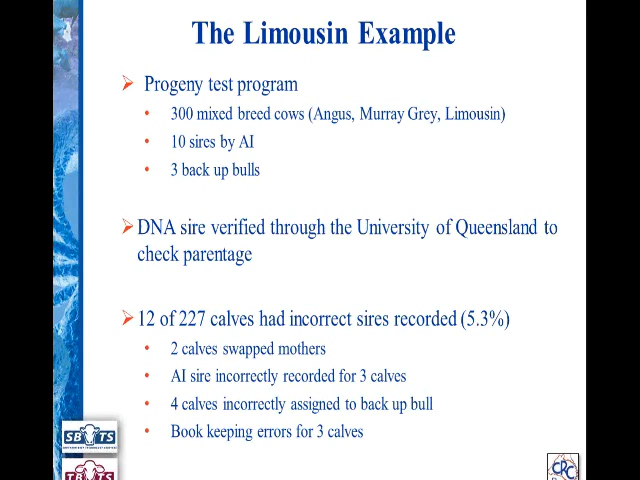 The Limousin Example
Progeny test program
300 mixed breed cows (Angus, Murray Grey, Limousin)
10 sires by AI
3 back up bulls
DNA sire verified through the University of Queensland to
check parentage
12 of 227 calves had incorrect sires recorded (5.3%)
2 calves swapped mothers
AI sire incorrectly recorded for 3 calves
4 calves incorrectly assigned to back up bull
Book keeping errors for 3 calves
SBTS
TBTS
CRC